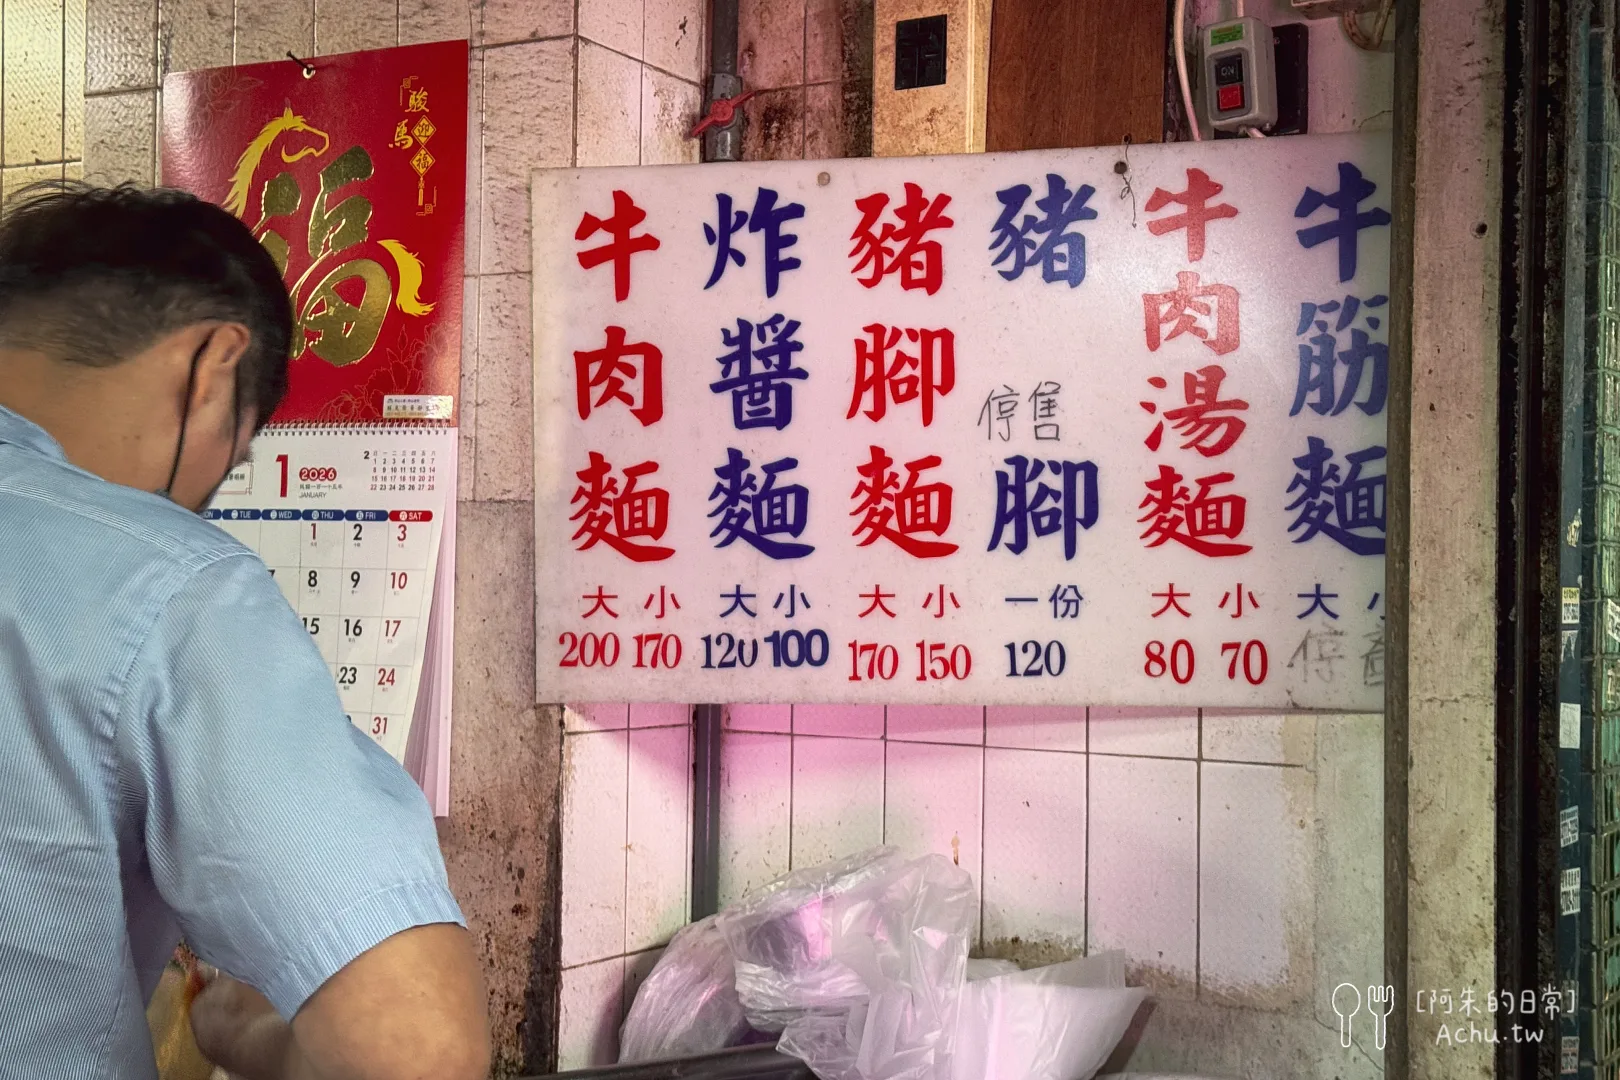 駿
馬
迎
福
福
1 2026
JANUARY
2
TUE WED THU FRI SAT
1 2 3
8 9 10
15 16 17
23 24
31
牛肉麵
大 小
200 170
炸醬麵
大 小
120 100
豬腳麵
大 小
170 150
豬腳
停售
一份
120
牛肉湯麵
大 小
80 70
牛筋麵
大
停
ON
[阿朱的日常]
Achu.tw